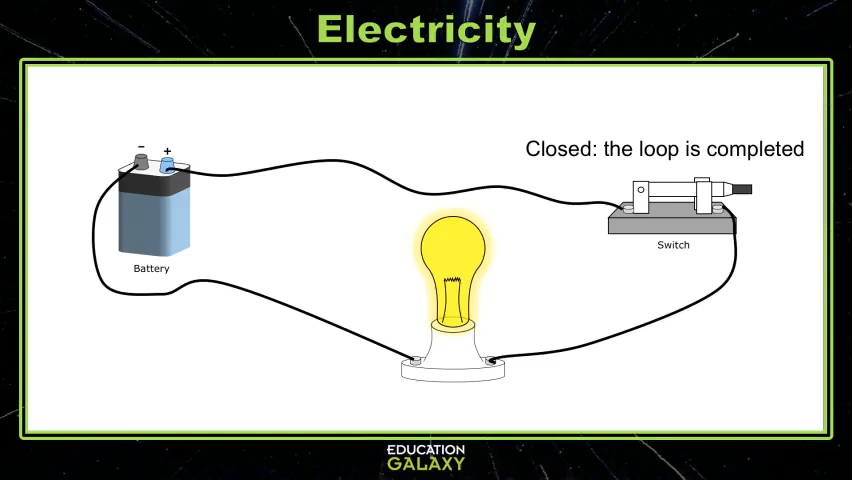 Electricity
Closed: the loop is completed
– +
Battery
Switch
EDUCATION
GALAXY